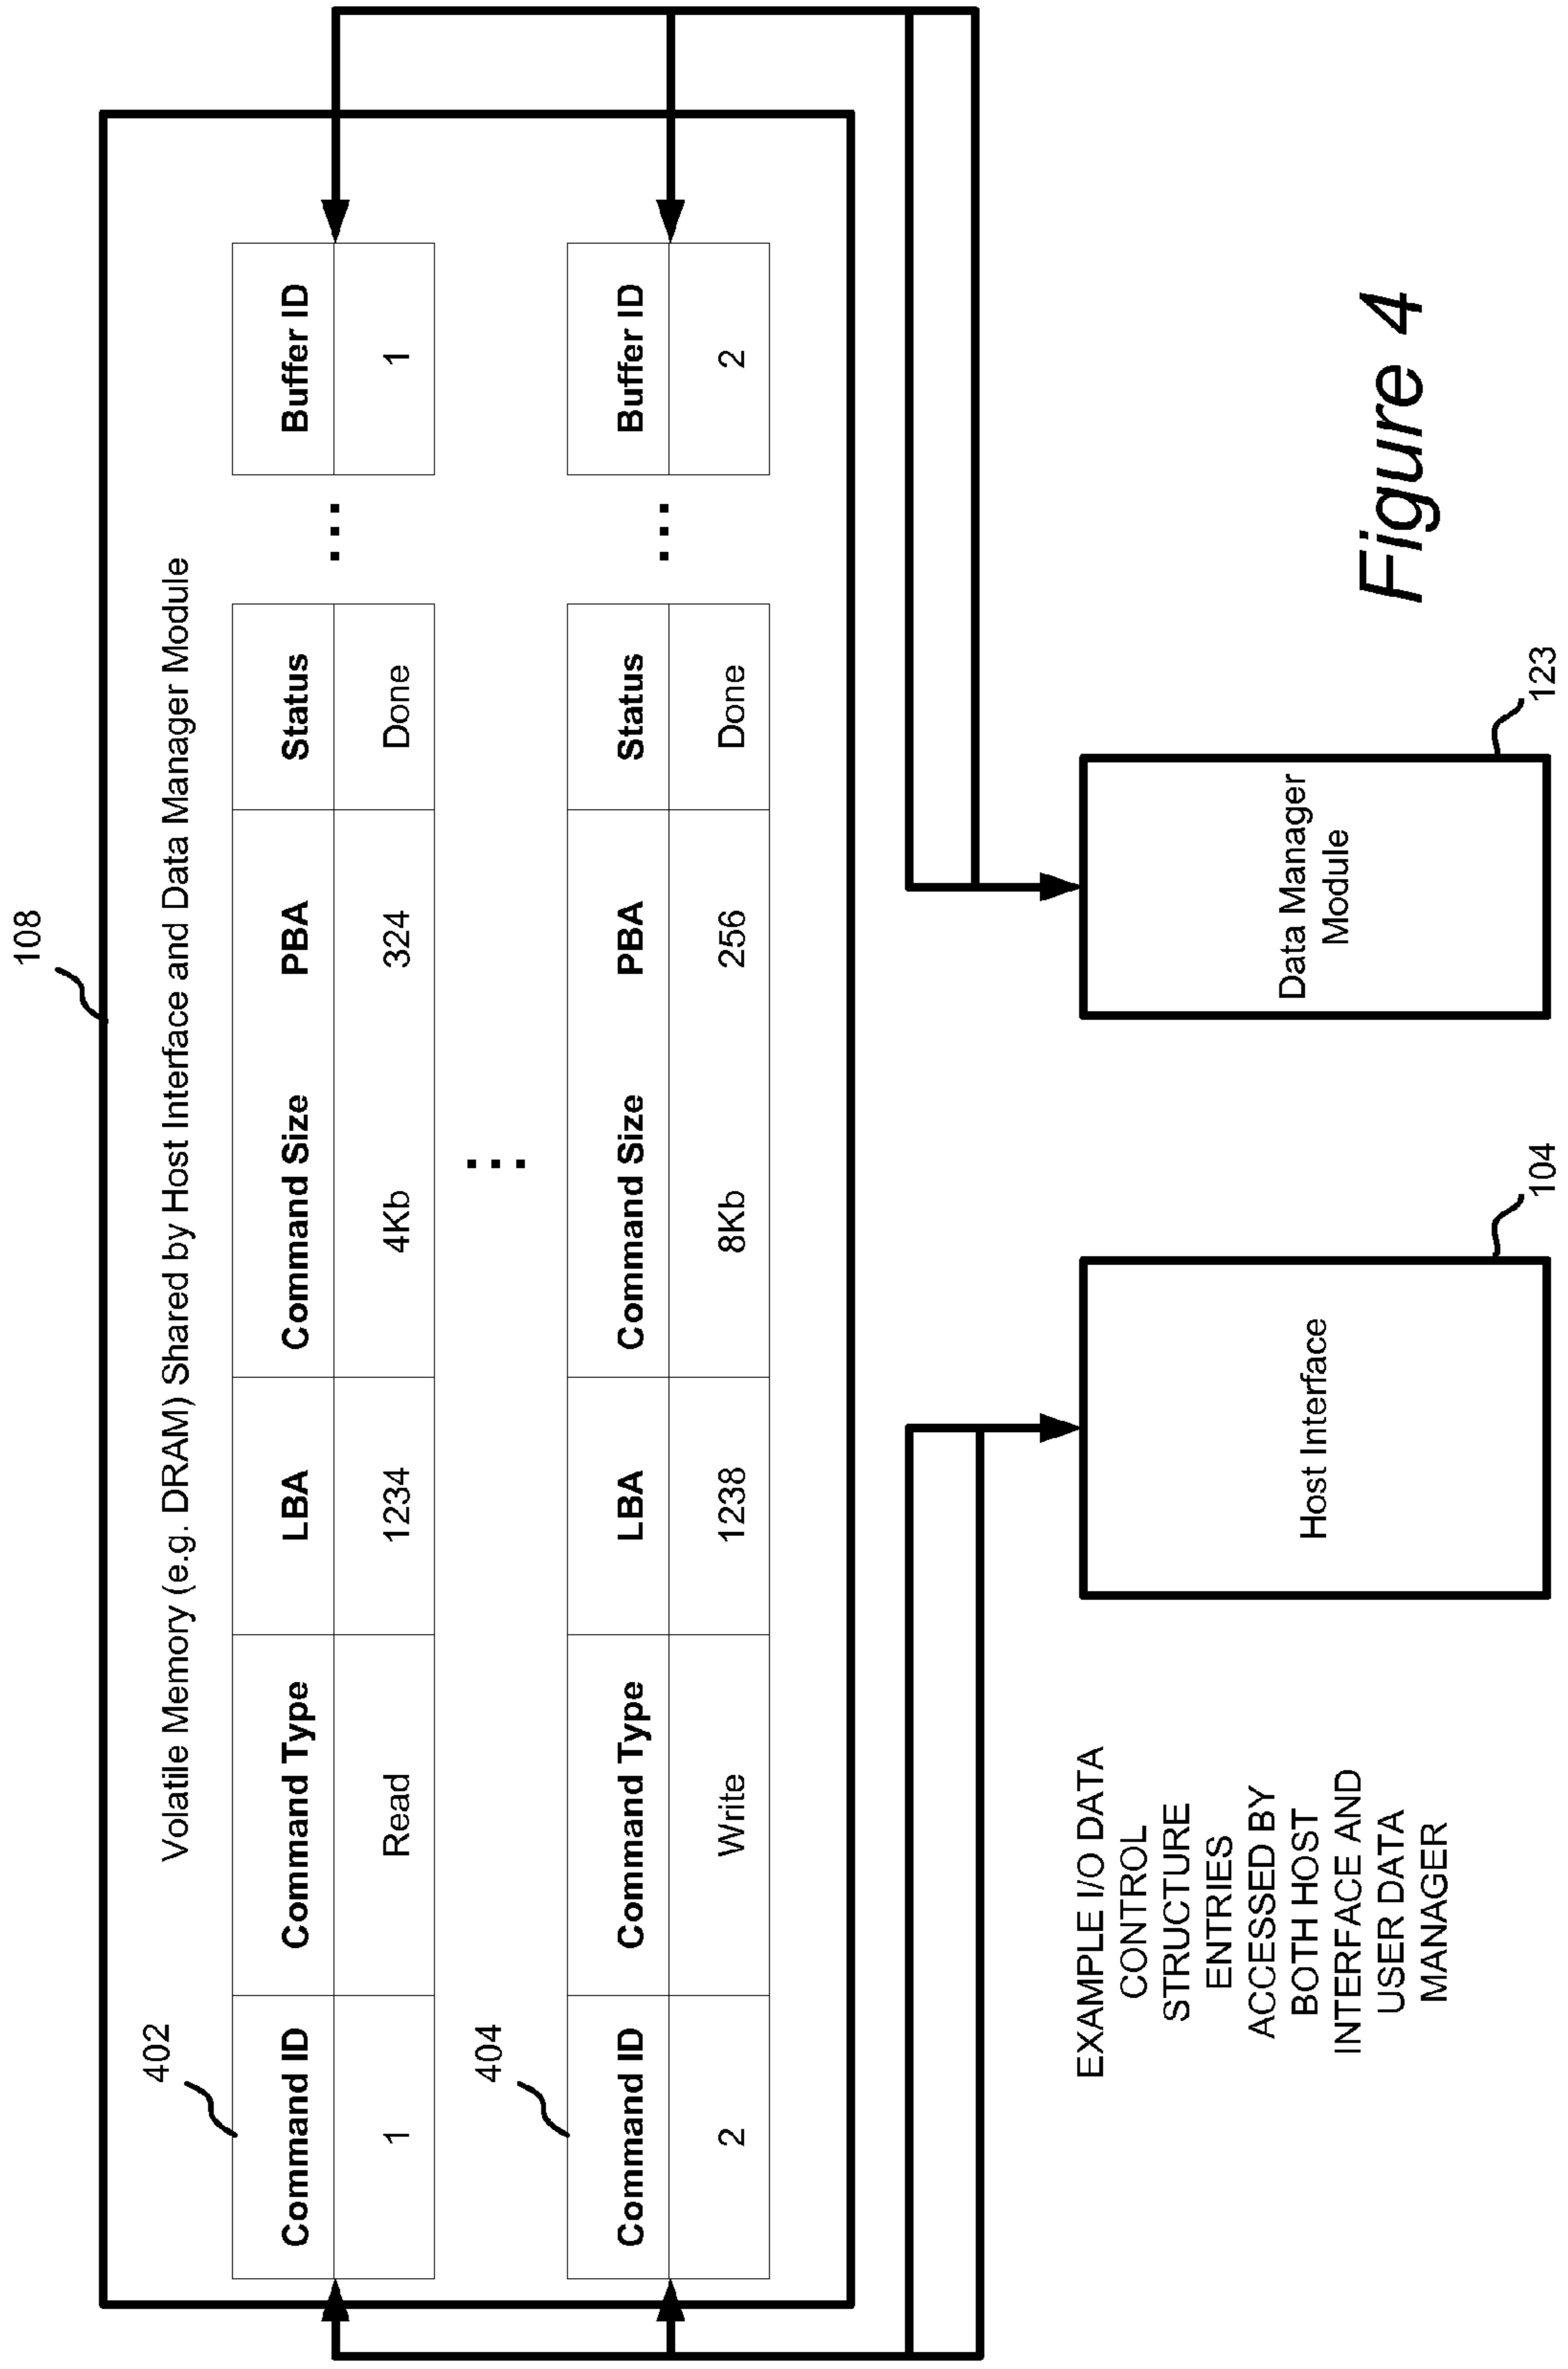 108
Volatile Memory (e.g. DRAM) Shared by Host Interface and Data Manager Module
402
Command ID Command Type LBA Command Size PBA Status ... Buffer ID
1 Read 1234 4Kb 324 Done 1
...
404
Command ID Command Type LBA Command Size PBA Status ... Buffer ID
2 Write 1238 8Kb 256 Done 2
EXAMPLE I/O DATA
CONTROL
STRUCTURE
ENTRIES
ACCESSED BY
BOTH HOST
INTERFACE AND
USER DATA
MANAGER
Host Interface
104
Data Manager
Module
123
Figure 4